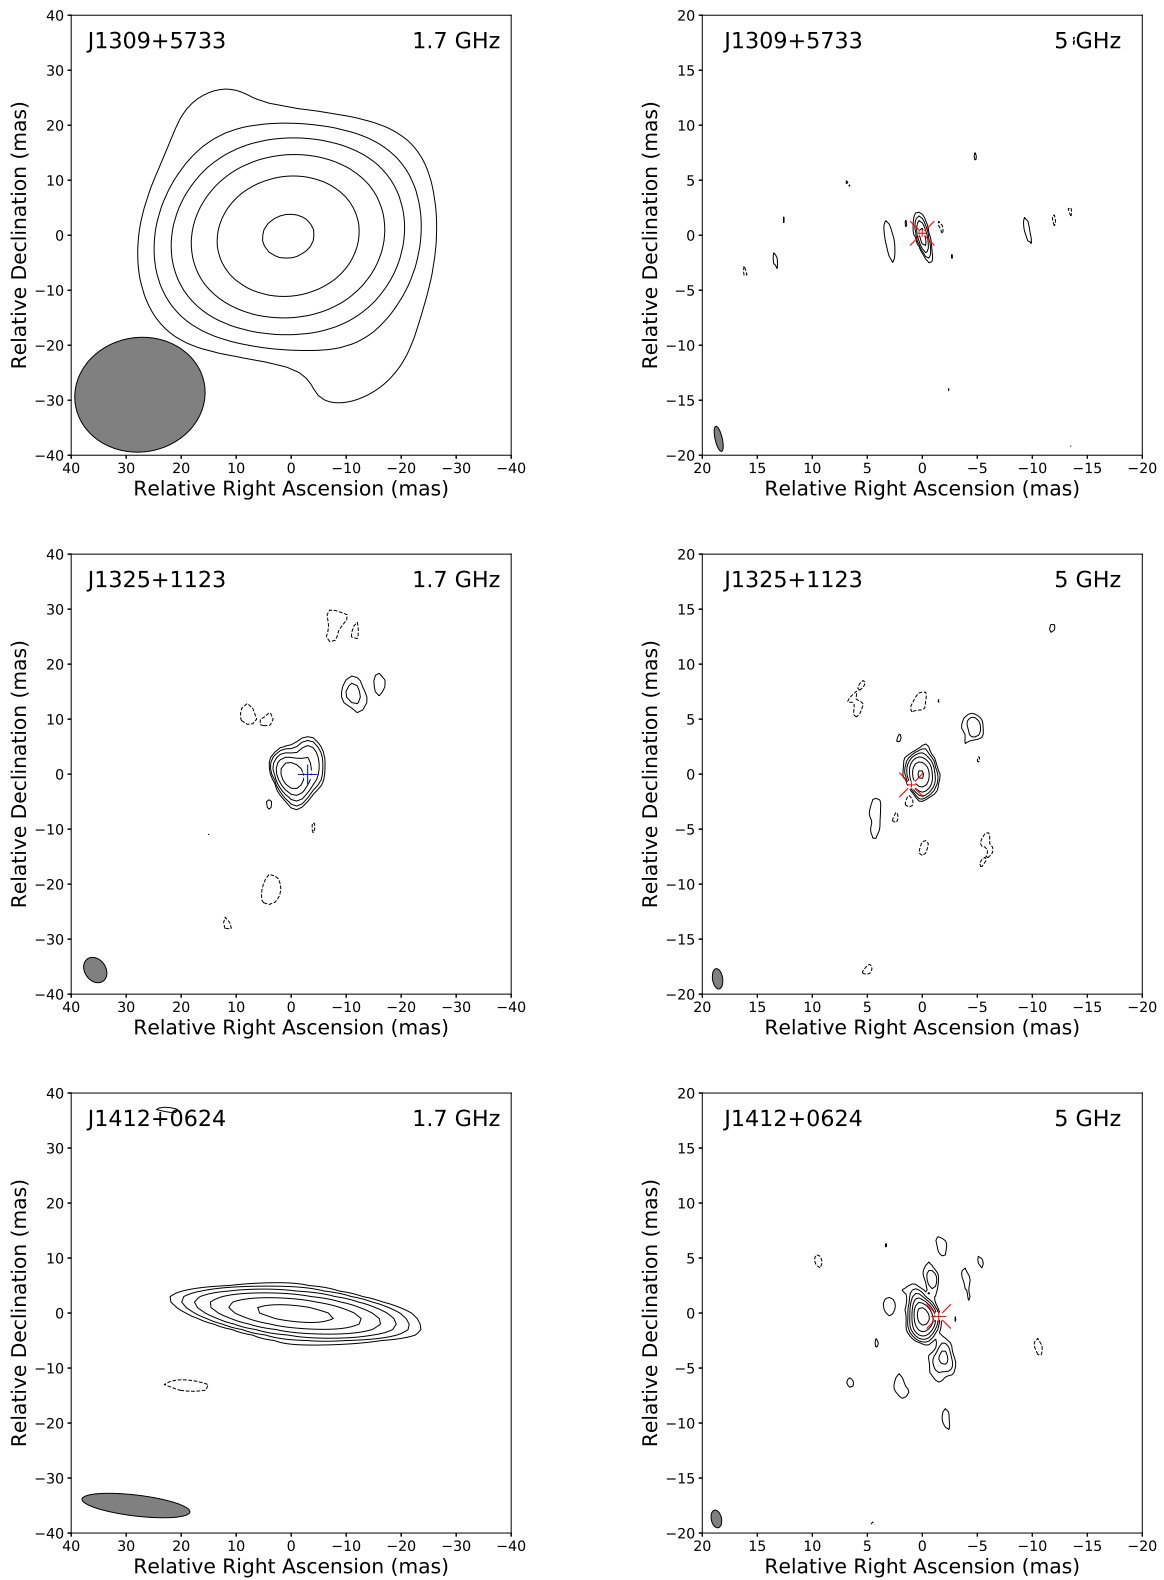 J1309+5733 1.7 GHz
Relative Declination (mas)
40
30
20
10
0
−10
−20
−30
−40
40 30 20 10 0 −10 −20 −30 −40
Relative Right Ascension (mas)
J1309+5733 5 GHz
Relative Declination (mas)
20
15
10
5
0
−5
−10
−15
−20
20 15 10 5 0 −5 −10 −15 −20
Relative Right Ascension (mas)
J1325+1123 1.7 GHz
Relative Declination (mas)
40
30
20
10
0
−10
−20
−30
−40
40 30 20 10 0 −10 −20 −30 −40
Relative Right Ascension (mas)
J1325+1123 5 GHz
Relative Declination (mas)
20
15
10
5
0
−5
−10
−15
−20
20 15 10 5 0 −5 −10 −15 −20
Relative Right Ascension (mas)
J1412+0624 1.7 GHz
Relative Declination (mas)
40
30
20
10
0
−10
−20
−30
−40
40 30 20 10 0 −10 −20 −30 −40
Relative Right Ascension (mas)
J1412+0624 5 GHz
Relative Declination (mas)
20
15
10
5
0
−5
−10
−15
−20
20 15 10 5 0 −5 −10 −15 −20
Relative Right Ascension (mas)